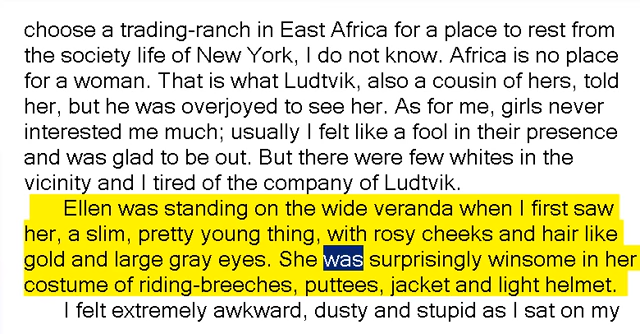 choose a trading-ranch in East Africa for a place to rest from
the society life of New York, I do not know. Africa is no place
for a woman. That is what Ludtvik, also a cousin of hers, told
her, but he was overjoyed to see her. As for me, girls never
interested me much; usually I felt like a fool in their presence
and was glad to be out. But there were few whites in the
vicinity and I tired of the company of Ludtvik.
Ellen was standing on the wide veranda when I first saw
her, a slim, pretty young thing, with rosy cheeks and hair like
gold and large gray eyes. She was surprisingly winsome in her
costume of riding-breeches, puttees, jacket and light helmet.
I felt extremely awkward, dusty and stupid as I sat on my